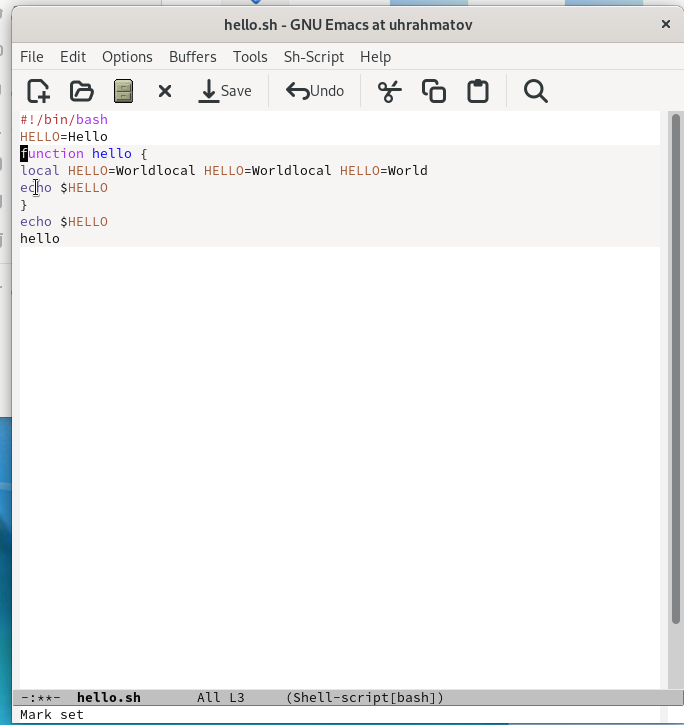 hello.sh - GNU Emacs at uhrahmatov
File Edit Options Buffers Tools Sh-Script Help
Save Undo
#!/bin/bash
HELLO=Hello
function hello {
local HELLO=Worldlocal HELLO=Worldlocal HELLO=World
echo $HELLO
}
echo $HELLO
hello
-:**- hello.sh All L3 (Shell-script[bash])
Mark set